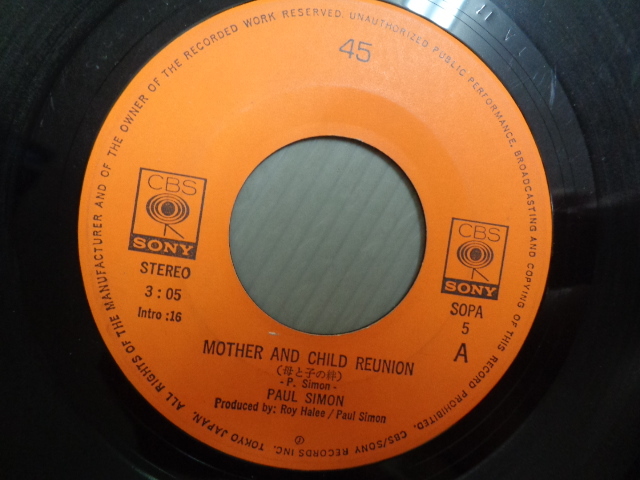 45
ALL RIGHTS OF THE MANUFACTURER AND OF THE OWNER OF THE RECORDED WORK RESERVED. UNAUTHORIZED PUBLIC PERFORMANCE, BROADCASTING AND COPYING OF THIS RECORD PROHIBITED. CBS/SONY RECORDS INC. TOKYO JAPAN.
CBS
SONY
STEREO
3:05
Intro :16
CBS
SONY
SOPA
5
A
MOTHER AND CHILD REUNION
(母と子の絆)
- P. Simon -
PAUL SIMON
Produced by: Roy Halee / Paul Simon
Ⓟ